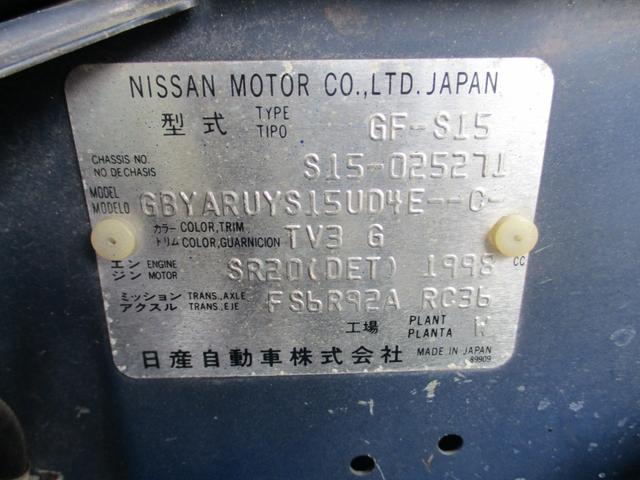 NISSAN MOTOR CO.,LTD. JAPAN
型式 TYPE TIPO GF-S15
CHASSIS NO. NO DE CHASIS S15-025271
MODEL MODELO GBYARUYS15UD4E--C-
カラー COLOR,TRIM トリム COLOR,GUARNICION TV3 G
エンジン ENGINE MOTOR SR20(DET) 1998 CC
ミッション TRANS.,AXLE アクスル TRANS.,EJE FS6R92A RC36
工場 PLANT PLANTA W
日産自動車株式会社 MADE IN JAPAN
89909